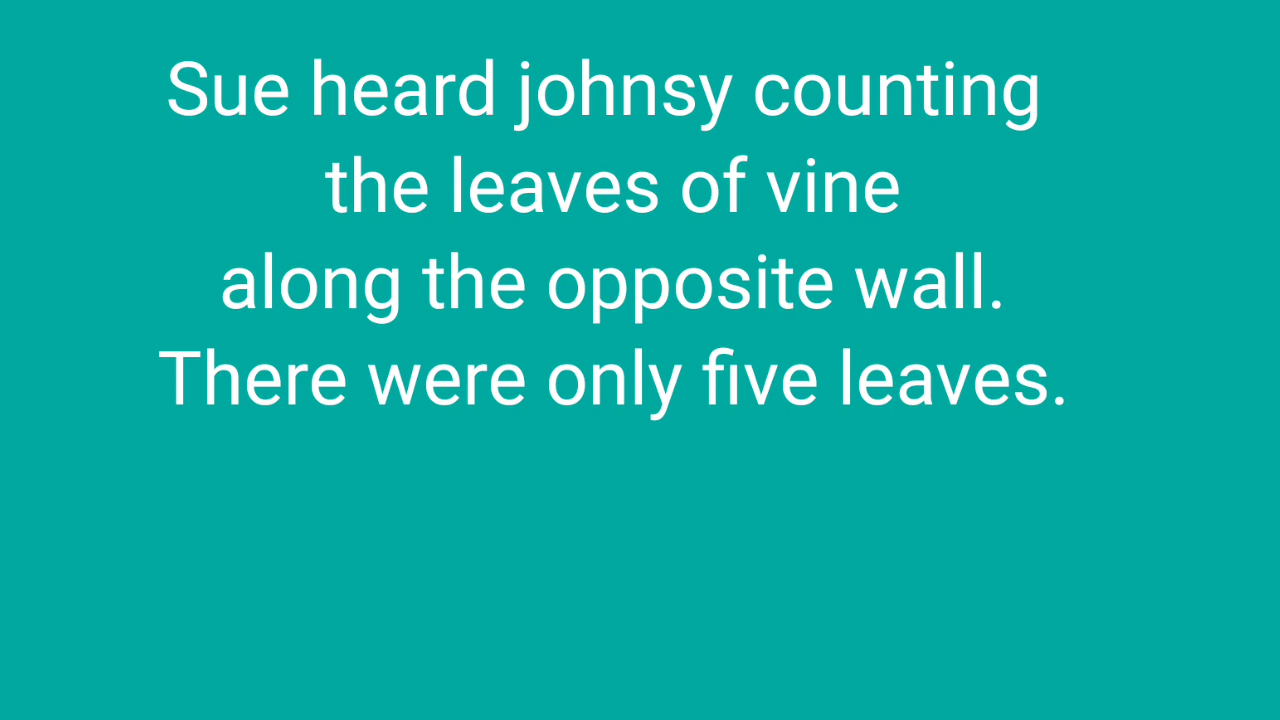 Sue heard johnsy counting
the leaves of vine
along the opposite wall.
There were only five leaves.